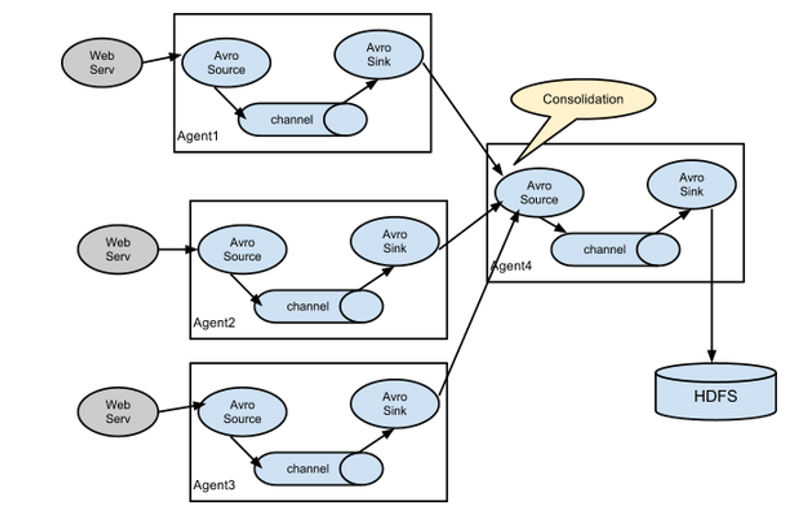 Web
Serv
Avro
Source
Avro
Sink
channel
Agent1
Consolidation
Web
Serv
Avro
Source
Avro
Sink
channel
Agent2
Avro
Source
Avro
Sink
channel
Agent4
Web
Serv
Avro
Source
Avro
Sink
channel
Agent3
HDFS